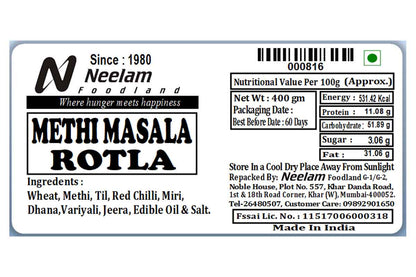 Since : 1980
Neelam
Foodland
Where hunger meets happiness
METHI MASALA
ROTLA
Ingredients :
Wheat, Methi, Til, Red Chilli, Miri,
Dhana,Variyali, Jeera, Edible Oil & Salt.
000816
Nutritional Value Per 100g (Approx.)
Net Wt : 400 gm
Packaging Date :
Best Before Date : 60 Days
Energy : 531.42 Kcal
Protein : 11.08 g
Carbohydrate : 51.89 g
Sugar : 3.06 g
Fat : 31.06 g
Store In a Cool Dry Place Away From Sunlight
Repacked By : Neelam Foodland G-1/G-2,
Noble House, Plot No. 557, Khar Danda Road,
1st & 18th Road Corner, Khar (W), Mumbai-400052.
Tel-26480507, Customer Care: 09892901650
Fssai Lic. No. : 11517006000318
Made In India